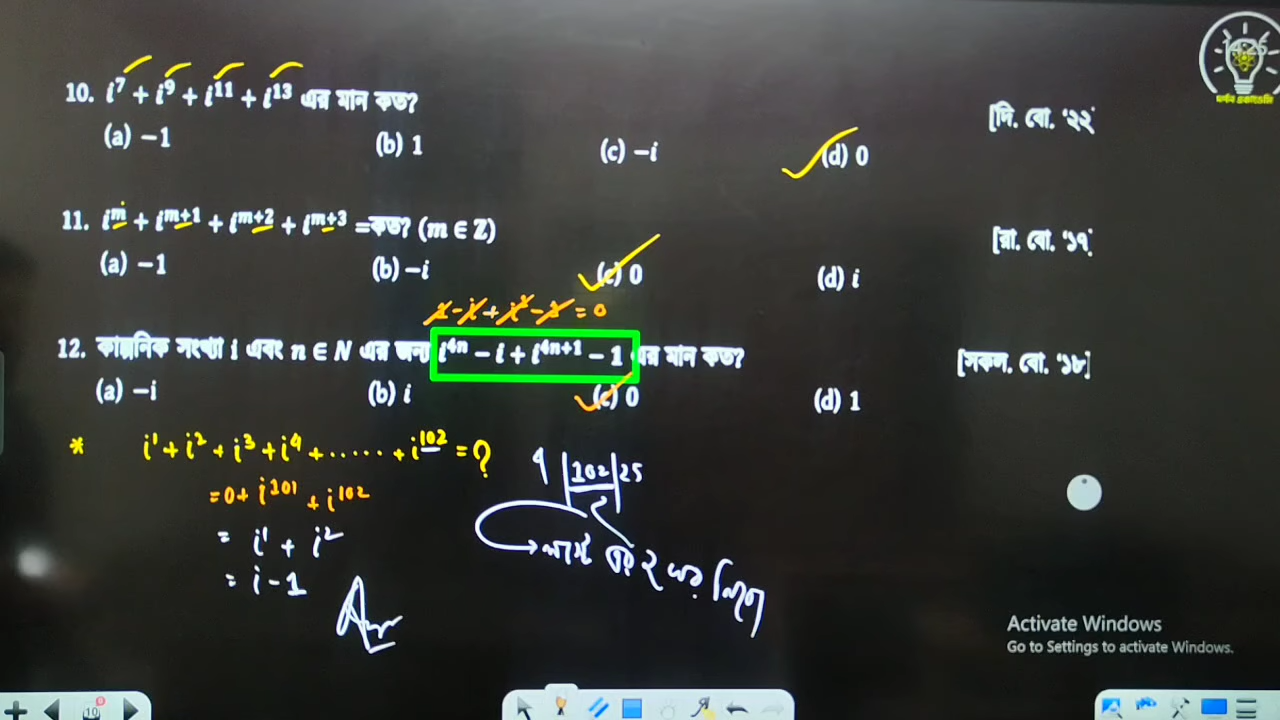 10. i⁷ + i⁹ + i¹¹ + i¹³ এর মান কত? [দি. বো. '২২]
(a) −1 (b) 1 (c) −i (d) 0
11. iᵐ + iᵐ⁺¹ + iᵐ⁺² + iᵐ⁺³ =কত? (m ∈ ℤ) [রা. বো. '১৭]
(a) −1 (b) −i (c) 0 (d) i
= 0
12. কাল্পনিক সংখ্যা i এবং n ∈ N এর জন্য i⁴ⁿ − i + i⁴ⁿ⁺¹ − 1 এর মান কত? [সকল. বো. '১৮]
(a) −i (b) i (c) 0 (d) 1
* i¹ + i² + i³ + i⁴ + ...... + i¹⁰² = ?
4 | 102 | 25
= 0 + i¹⁰¹ + i¹⁰²
= i¹ + i²
= i − 1
Ans
Activate Windows
Go to Settings to activate Windows.
10